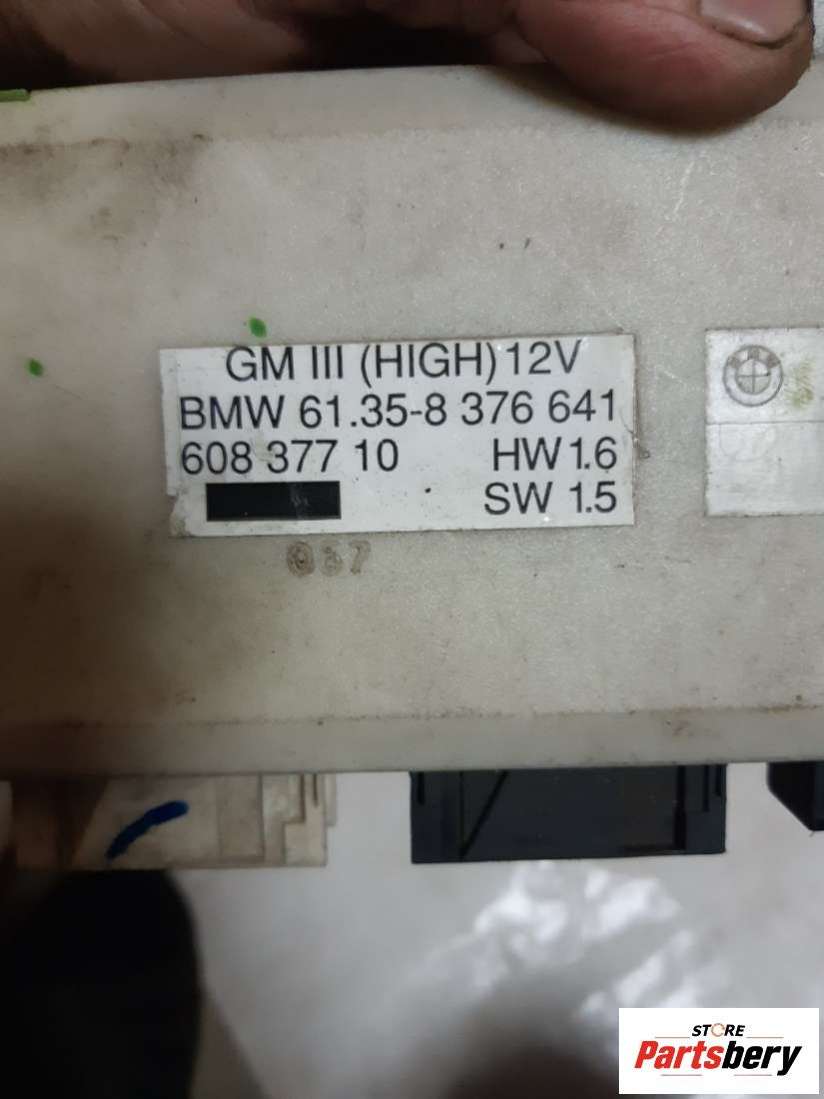 GM III (HIGH) 12V
BMW 61.35-8 376 641
608 377 10 HW 1.6
SW 1.5
037
STORE
Partsbery